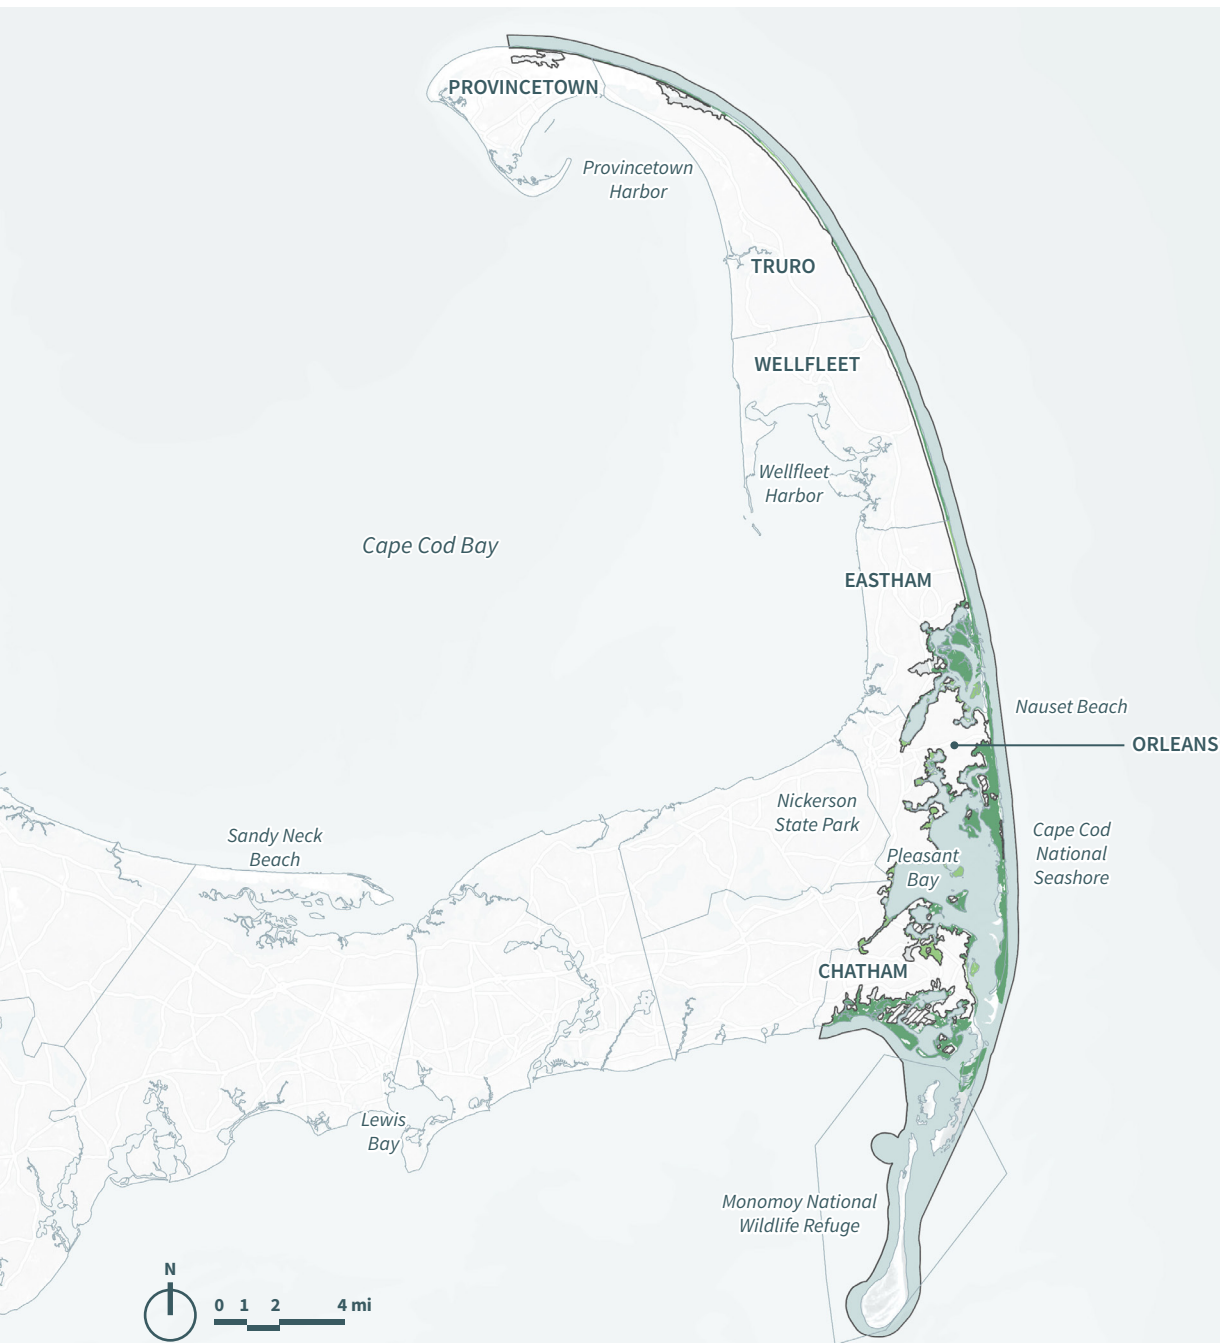 PROVINCETOWN
Provincetown
Harbor
TRURO
WELLFLEET
Wellfleet
Harbor
Cape Cod Bay
EASTHAM
Nauset Beach
ORLEANS
Nickerson
State Park
Sandy Neck
Beach
Cape Cod
National
Seashore
Pleasant
Bay
CHATHAM
Lewis
Bay
Monomoy National
Wildlife Refuge
N
0 1 2 4 mi